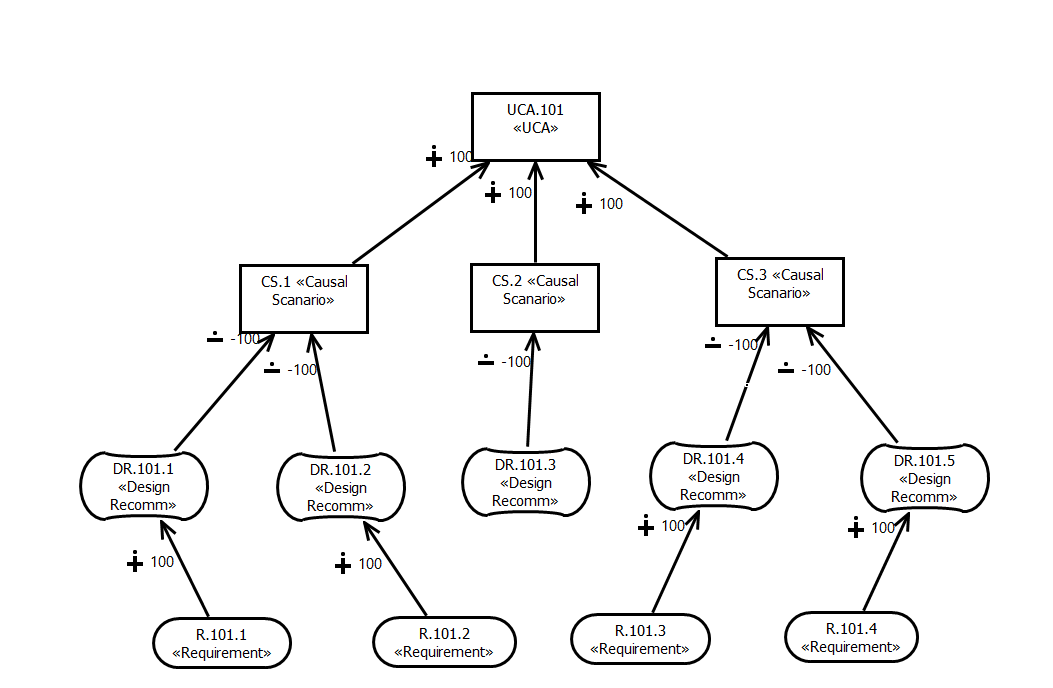 UCA.101
«UCA»
100
100
100
CS.1 «Causal
Scanario»
CS.2 «Causal
Scanario»
CS.3 «Causal
Scanario»
-100
-100
-100
-100
-100
DR.101.1
«Design
Recomm»
DR.101.2
«Design
Recomm»
DR.101.3
«Design
Recomm»
DR.101.4
«Design
Recomm»
DR.101.5
«Design
Recomm»
100
100
100
100
R.101.1
«Requirement»
R.101.2
«Requirement»
R.101.3
«Requirement»
R.101.4
«Requirement»